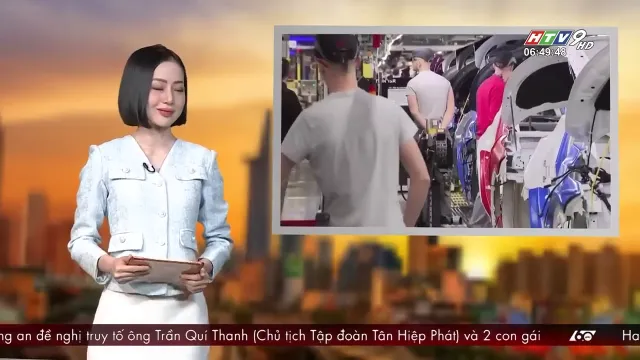 HTV9 HD
06:49:48
ng an đề nghị truy tố ông Trần Quí Thanh (Chủ tịch Tập đoàn Tân Hiệp Phát) và 2 con gái
Ha